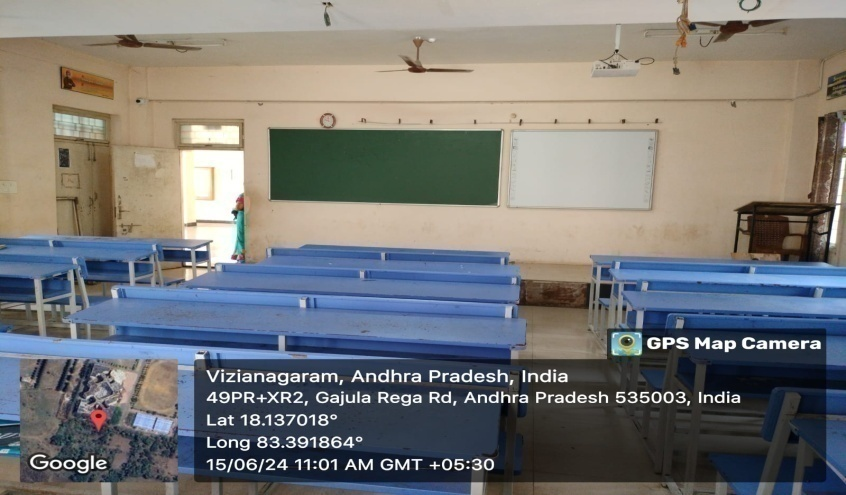 GPS Map Camera
Vizianagaram, Andhra Pradesh, India
49PR+XR2, Gajula Rega Rd, Andhra Pradesh 535003, India
Lat 18.137018°
Long 83.391864°
15/06/24 11:01 AM GMT +05:30
Google